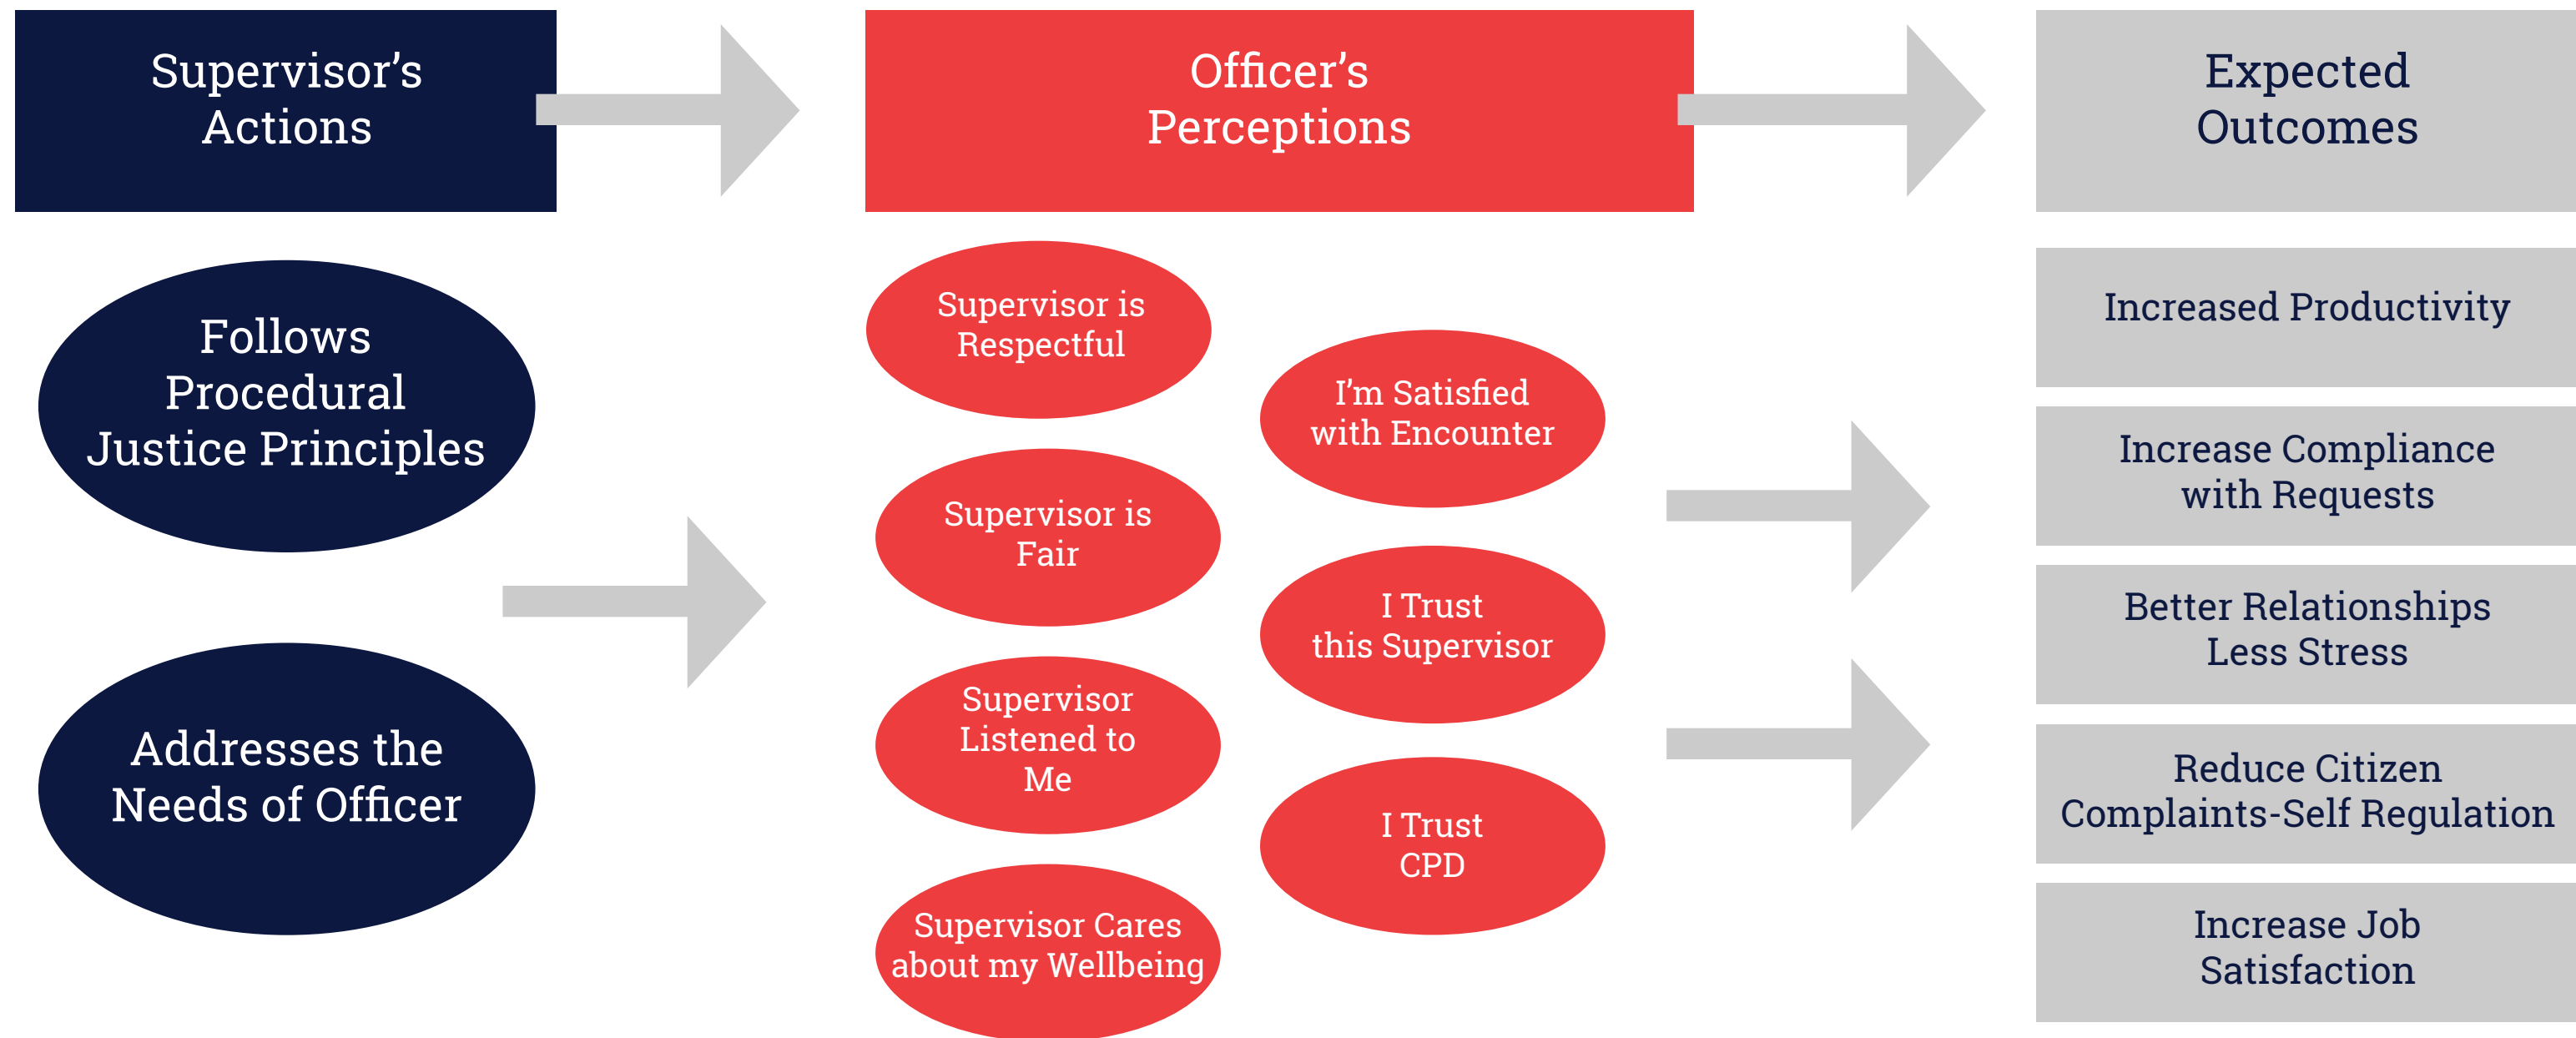 Supervisor’s
Actions
Officer’s
Perceptions
Expected
Outcomes
Follows
Procedural
Justice Principles
Addresses the
Needs of Officer
Supervisor is
Respectful
Supervisor is
Fair
Supervisor
Listened to
Me
Supervisor Cares
about my Wellbeing
I’m Satisfied
with Encounter
I Trust
this Supervisor
I Trust
CPD
Increased Productivity
Increase Compliance
with Requests
Better Relationships
Less Stress
Reduce Citizen
Complaints-Self Regulation
Increase Job
Satisfaction